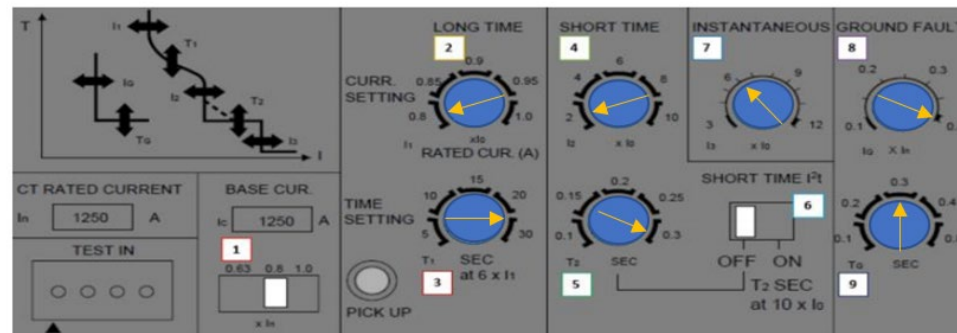 T
I₁
T₁
I₂
IG
TG
T₂
I₃
I
CT RATED CURRENT
In 1250 A
TEST IN
BASE CUR.
Ic 1250 A
1
0.63 0.8 1.0
x In
LONG TIME
2
CURR. SETTING
0.8 0.85 0.9 0.95 1.0
I₁ xI₀
RATED CUR. (A)
TIME SETTING
5 10 15 20 30
T₁ SEC
at 6 x I₁
3
PICK UP
SHORT TIME
4
2 4 6 8 10
I₂ x I₀
0.1 0.15 0.2 0.25 0.3
T₂ SEC
5
INSTANTANEOUS
7
3 6 9 12
I₃ x I₀
SHORT TIME I²t
6
OFF ON
T₂ SEC
at 10 x I₀
GROUND FAULT
8
0.1 0.2 0.3
IG X In
0.1 0.2 0.3 0.4
TG SEC
9